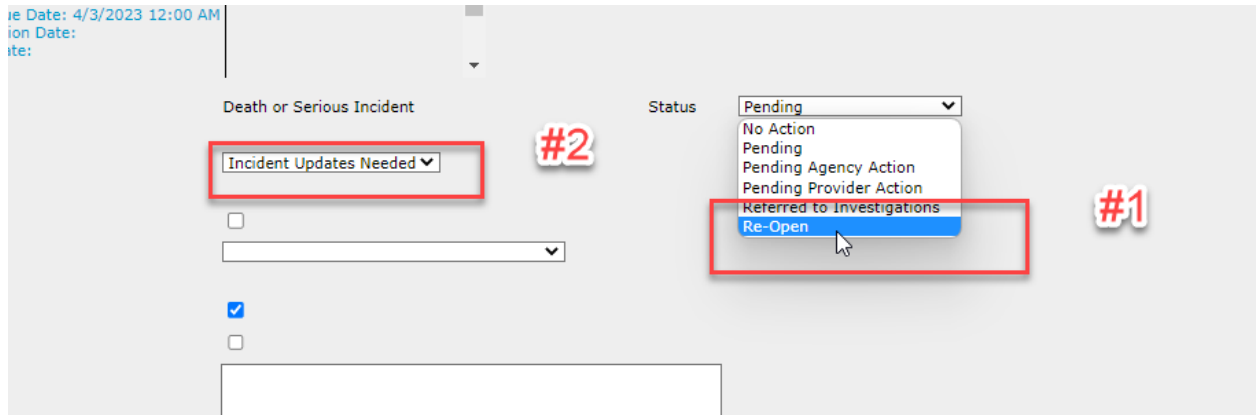 ue Date: 4/3/2023 12:00 AM
ion Date:
ate:
Death or Serious Incident Status Pending
No Action
#2
Pending
Incident Updates Needed
Pending Agency Action
Pending Provider Action
Referred to Investigations
#1
Re-Open